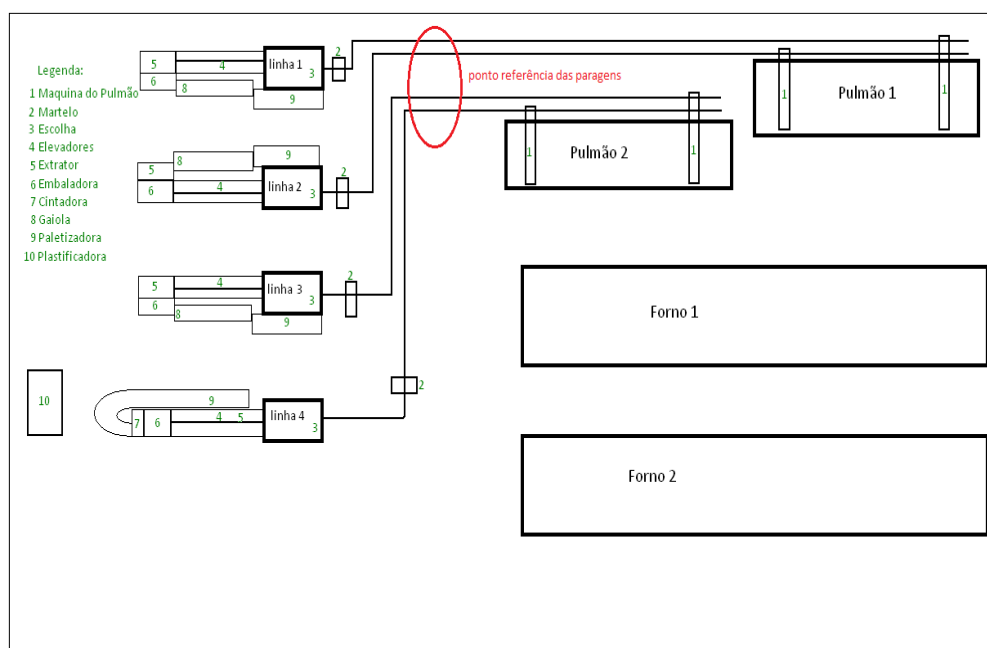 Legenda:
1 Maquina do Pulmão
2 Martelo
3 Escolha
4 Elevadores
5 Extrator
6 Embaladora
7 Cintadora
8 Gaiola
9 Paletizadora
10 Plastificadora
5
4
6
8
9
linha 1
3
2
ponto referência das paragens
1
1
Pulmão 1
5
8
9
6
4
linha 2
3
2
1
1
Pulmão 2
5
4
6
8
9
linha 3
3
2
Forno 1
10
9
7
6
4
5
linha 4
3
2
Forno 2